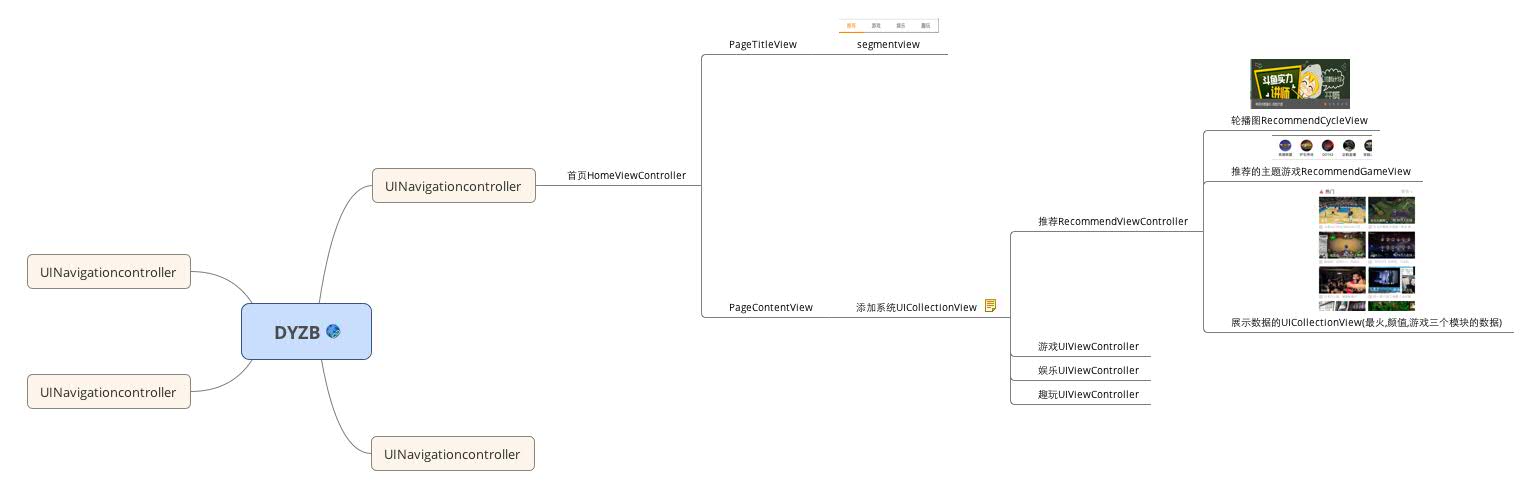 推荐 游戏 娱乐 趣玩
PageTitleView
segmentview
斗鱼实力
讲师
轮播图RecommendCycleView
推荐的主题游戏RecommendGameView
热门
UINavigationcontroller
首页HomeViewController
推荐RecommendViewController
UINavigationcontroller
PageContentView
添加系统UICollectionView
展示数据的UICollectionView(最火,颜值,游戏三个模块的数据)
DYZB
游戏UIViewController
娱乐UIViewController
UINavigationcontroller
趣玩UIViewController
UINavigationcontroller